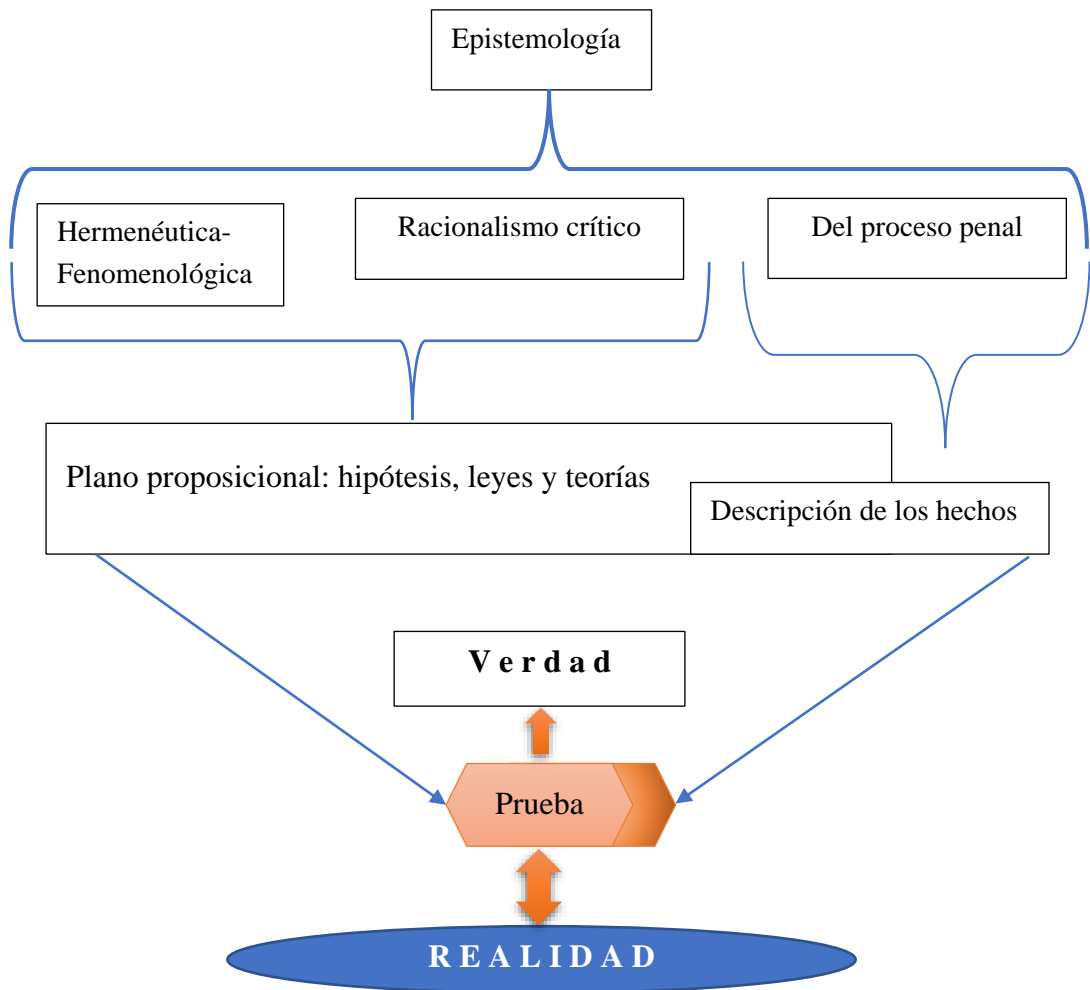 Epistemología
Hermenéutica-
Fenomenológica
Racionalismo crítico
Del proceso penal
Plano proposicional: hipótesis, leyes y teorías
Descripción de los hechos
V e r d a d
Prueba
R E A L I D A D